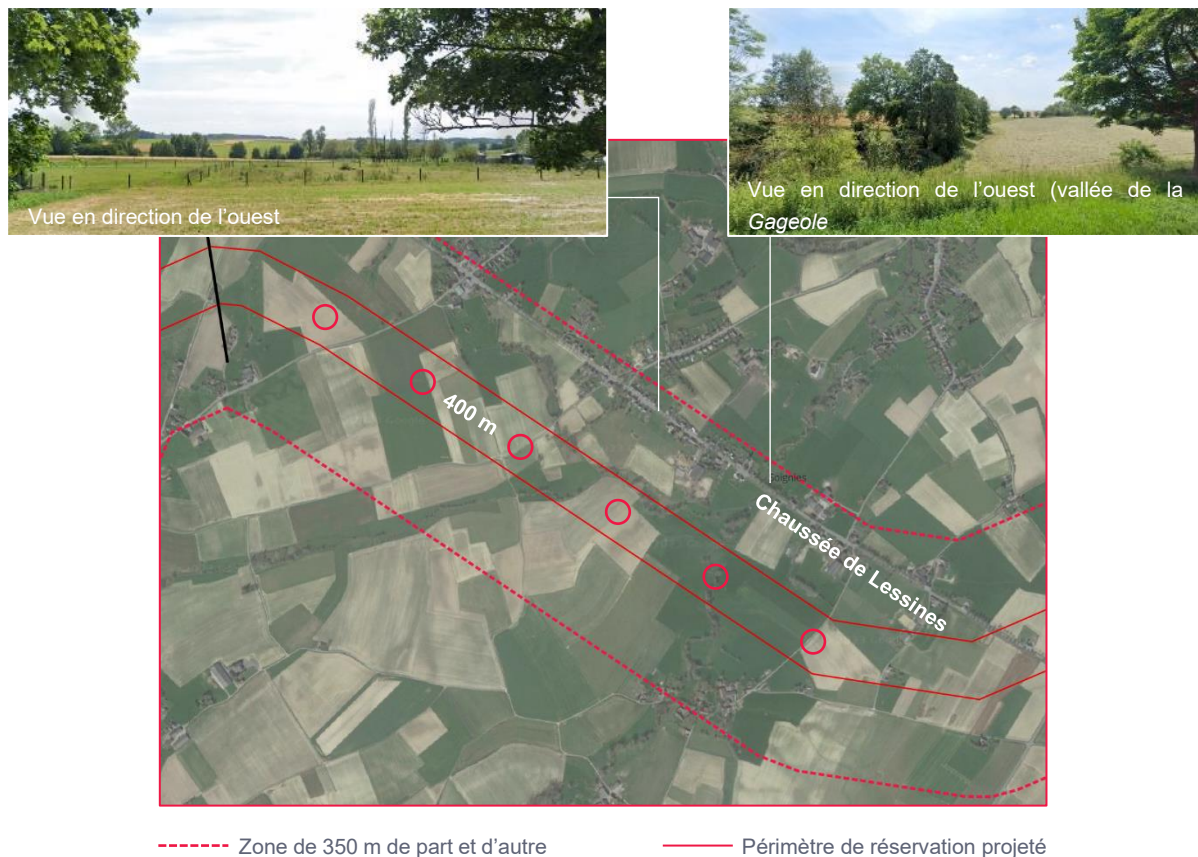 Vue en direction de l'ouest
Vue en direction de l'ouest (vallée de la
Gageole
400 m
Soignies
Chaussée de Lessines
Zone de 350 m de part et d'autre
Périmètre de réservation projeté